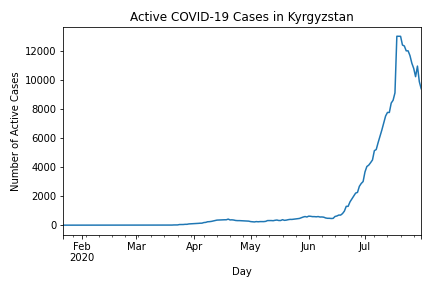 Active COVID-19 Cases in Kyrgyzstan
Number of Active Cases
12000
10000
8000
6000
4000
2000
0
Feb Mar Apr May Jun Jul
2020
Day